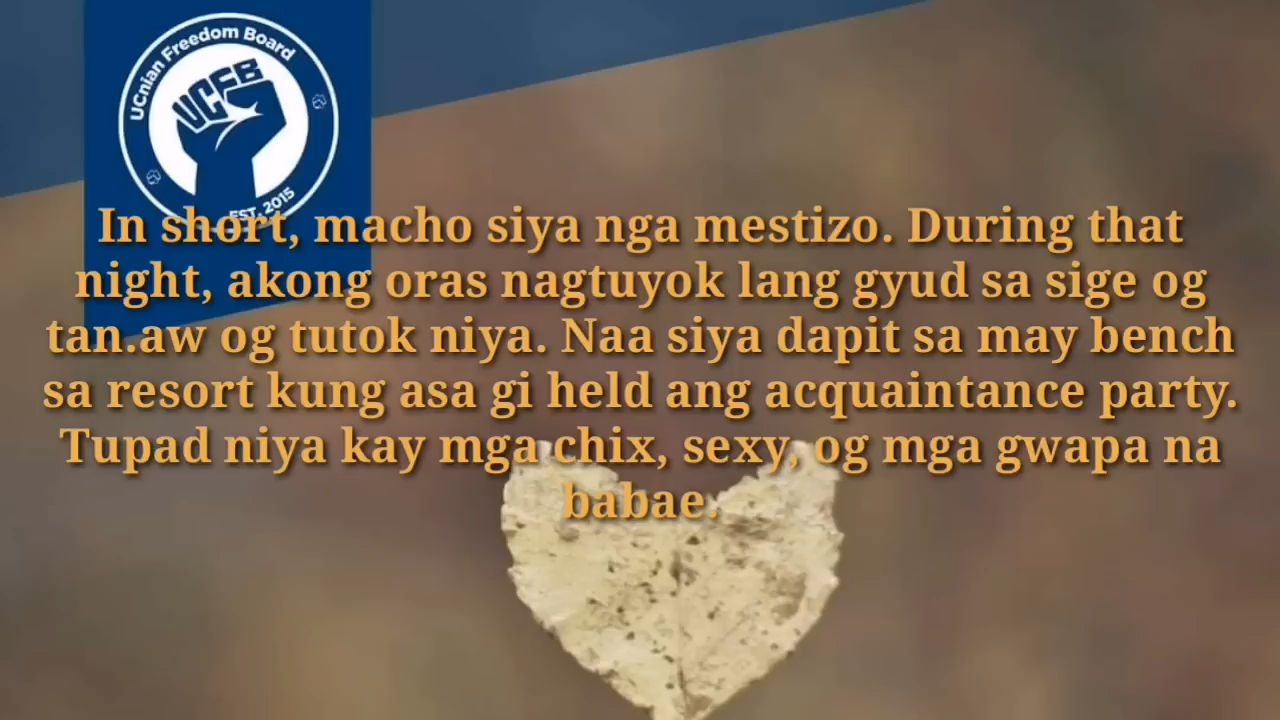 UCnian Freedom Board
UCFB
EST. 2015
In short, macho siya nga mestizo. During that
night, akong oras nagtuyok lang gyud sa sige og
tan.aw og tutok niya. Naa siya dapit sa may bench
sa resort kung asa gi held ang acquaintance party.
Tupad niya kay mga chix, sexy, og mga gwapa na
babae.